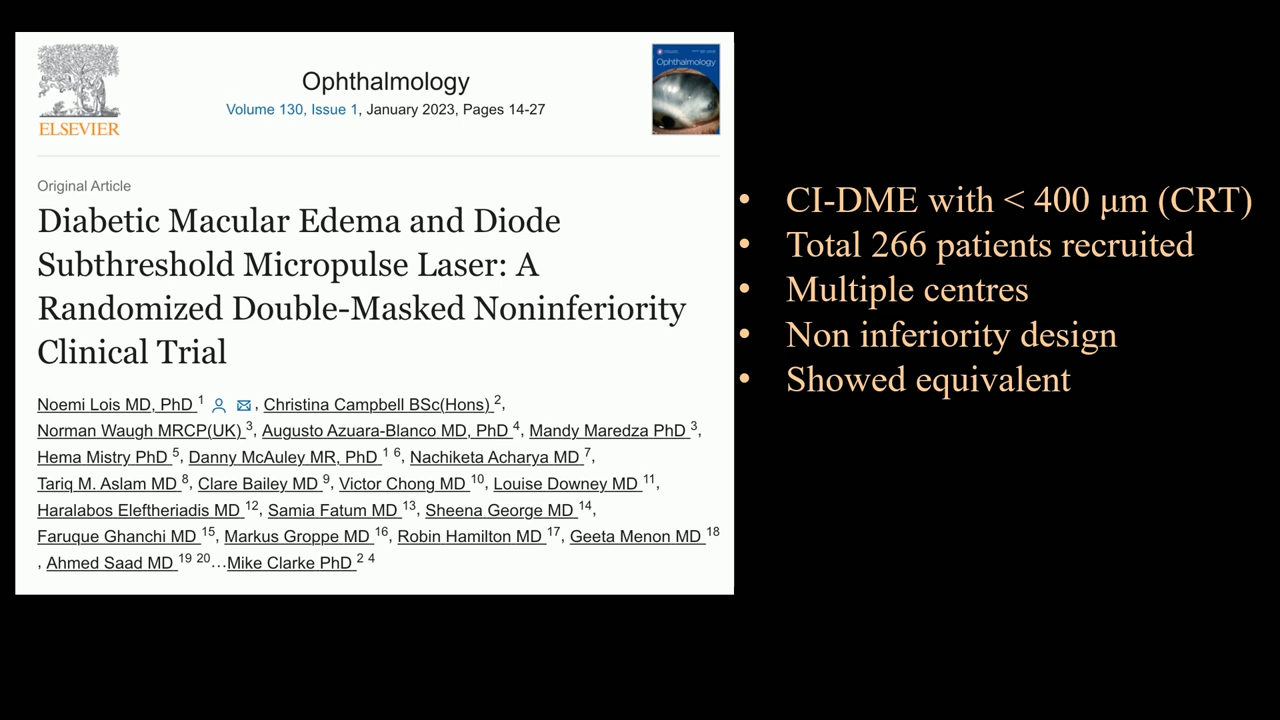 ELSEVIER
Ophthalmology
Volume 130, Issue 1, January 2023, Pages 14-27
Ophthalmology
Original Article
Diabetic Macular Edema and Diode
Subthreshold Micropulse Laser: A
Randomized Double-Masked Noninferiority
Clinical Trial
Noemi Lois MD, PhD 1 , Christina Campbell BSc(Hons) 2,
Norman Waugh MRCP(UK) 3, Augusto Azuara-Blanco MD, PhD 4, Mandy Maredza PhD 3,
Hema Mistry PhD 5, Danny McAuley MR, PhD 1 6, Nachiketa Acharya MD 7,
Tariq M. Aslam MD 8, Clare Bailey MD 9, Victor Chong MD 10, Louise Downey MD 11,
Haralabos Eleftheriadis MD 12, Samia Fatum MD 13, Sheena George MD 14,
Faruque Ghanchi MD 15, Markus Groppe MD 16, Robin Hamilton MD 17, Geeta Menon MD 18
, Ahmed Saad MD 19 20…Mike Clarke PhD 2 4
• CI-DME with < 400 μm (CRT)
• Total 266 patients recruited
• Multiple centres
• Non inferiority design
• Showed equivalent